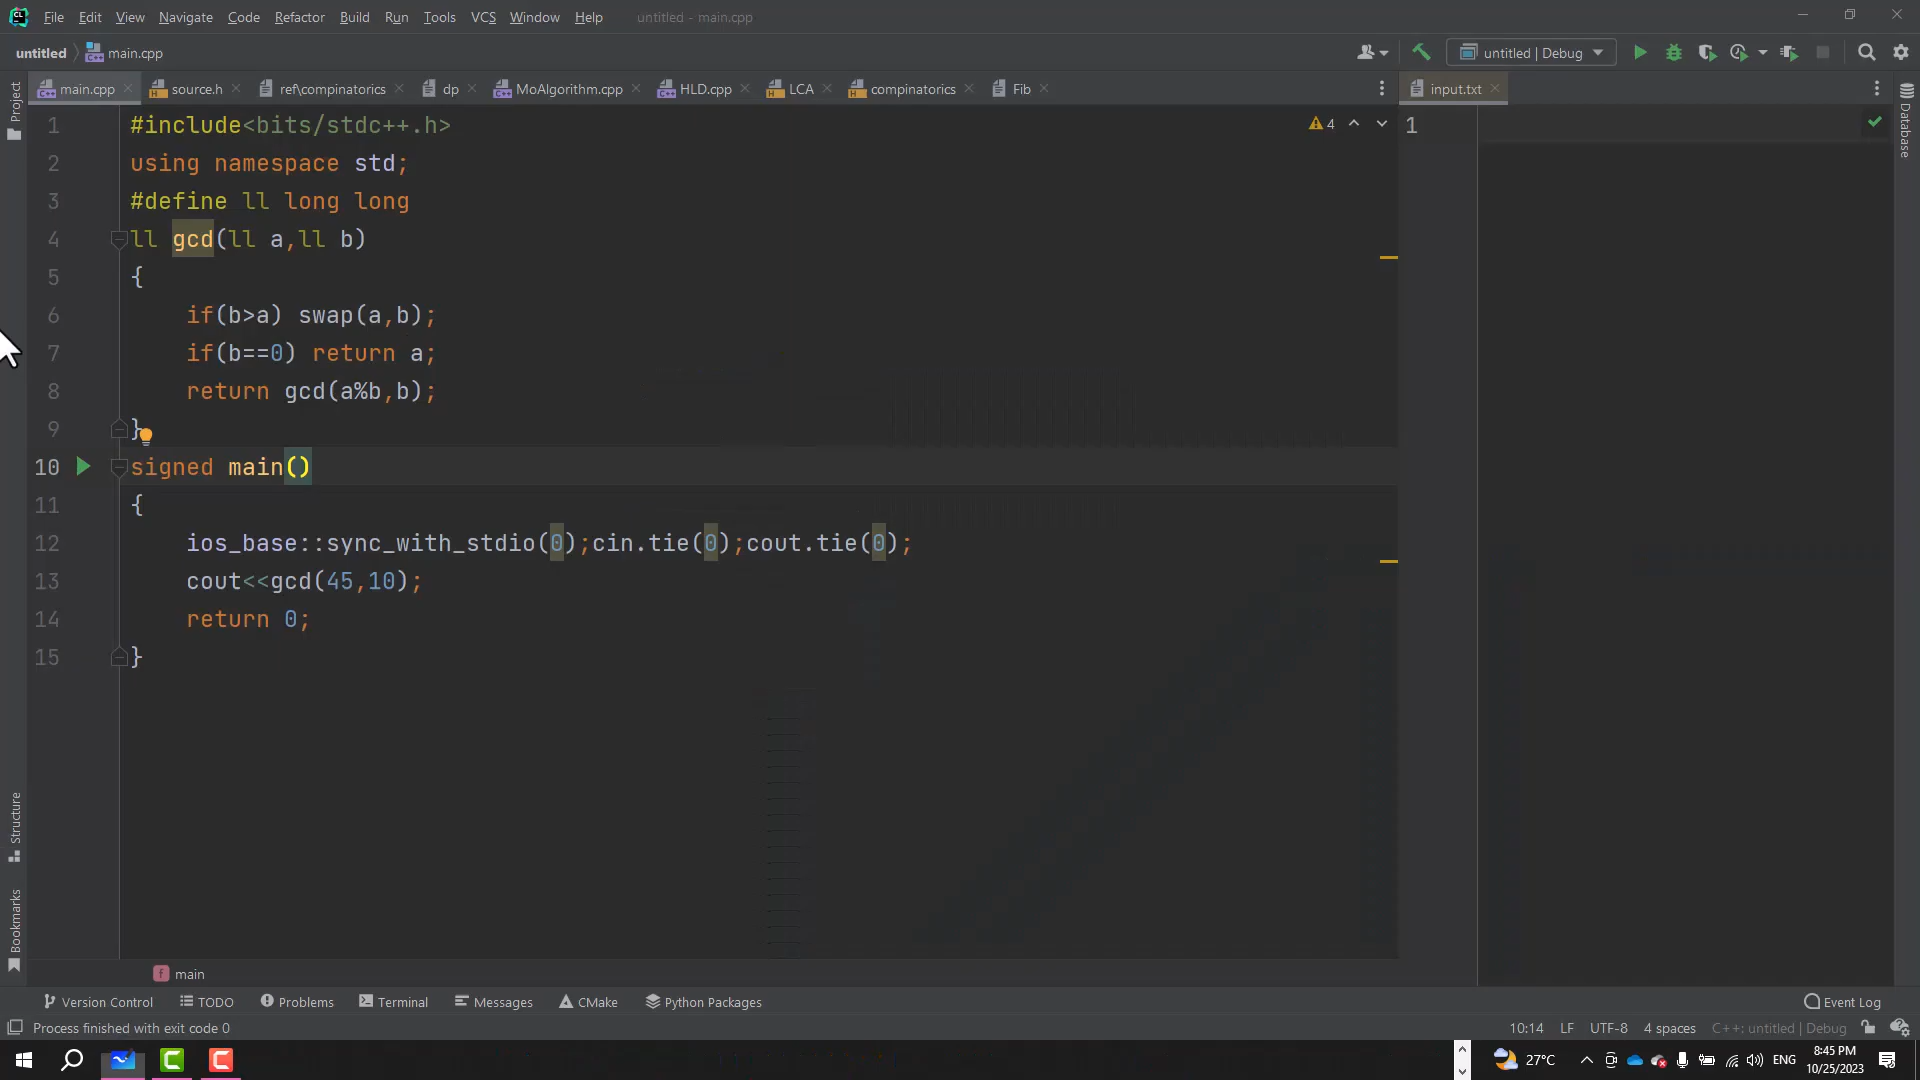 File Edit View Navigate Code Refactor Build Run Tools VCS Window Help untitled - main.cpp
untitled main.cpp untitled | Debug
main.cpp source.h ref\compinatorics dp MoAlgorithm.cpp HLD.cpp LCA compinatorics Fib input.txt
Project
Structure
Bookmarks
Database
4
1 #include<bits/stdc++.h>
2 using namespace std;
3 #define ll long long
4 ll gcd(ll a,ll b)
5 {
6 if(b>a) swap(a,b);
7 if(b==0) return a;
8 return gcd(a%b,b);
9 }
10 signed main()
11 {
12 ios_base::sync_with_stdio(0);cin.tie(0);cout.tie(0);
13 cout<<gcd(45,10);
14 return 0;
15 }
1
f main
Version Control TODO Problems Terminal Messages CMake Python Packages Event Log
Process finished with exit code 0 10:14 LF UTF-8 4 spaces C++: untitled | Debug
27°C ENG 8:45 PM
10/25/2023